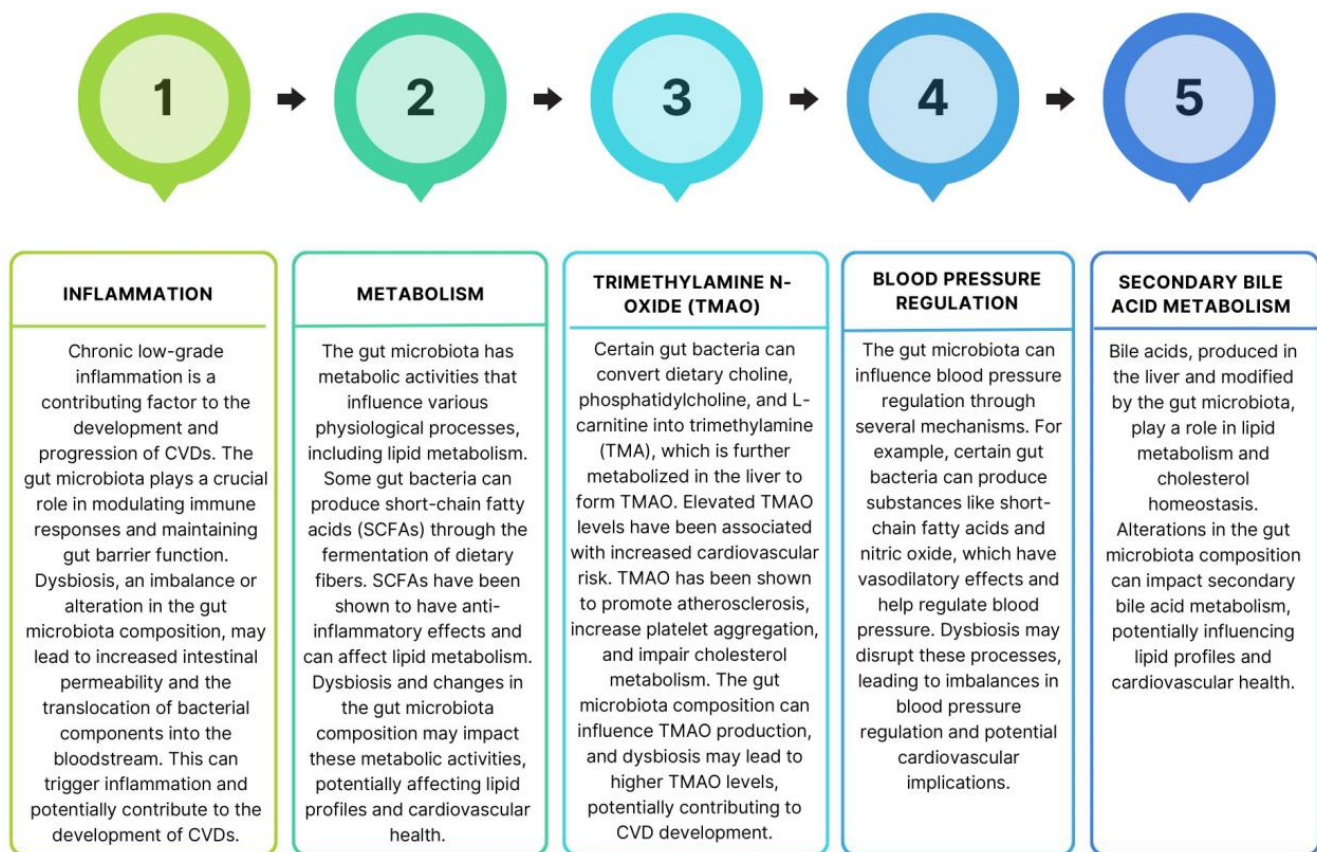 1
2
3
4
5
INFLAMMATION
Chronic low-grade
inflammation is a
contributing factor to the
development and
progression of CVDs. The
gut microbiota plays a crucial
role in modulating immune
responses and maintaining
gut barrier function.
Dysbiosis, an imbalance or
alteration in the gut
microbiota composition, may
lead to increased intestinal
permeability and the
translocation of bacterial
components into the
bloodstream. This can
trigger inflammation and
potentially contribute to the
development of CVDs.
METABOLISM
The gut microbiota has
metabolic activities that
influence various
physiological processes,
including lipid metabolism.
Some gut bacteria can
produce short-chain fatty
acids (SCFAs) through the
fermentation of dietary
fibers. SCFAs have been
shown to have anti-
inflammatory effects and
can affect lipid metabolism.
Dysbiosis and changes in
the gut microbiota
composition may impact
these metabolic activities,
potentially affecting lipid
profiles and cardiovascular
health.
TRIMETHYLAMINE N-
OXIDE (TMAO)
Certain gut bacteria can
convert dietary choline,
phosphatidylcholine, and L-
carnitine into trimethylamine
(TMA), which is further
metabolized in the liver to
form TMAO. Elevated TMAO
levels have been associated
with increased cardiovascular
risk. TMAO has been shown
to promote atherosclerosis,
increase platelet aggregation,
and impair cholesterol
metabolism. The gut
microbiota composition can
influence TMAO production,
and dysbiosis may lead to
higher TMAO levels,
potentially contributing to
CVD development.
BLOOD PRESSURE
REGULATION
The gut microbiota can
influence blood pressure
regulation through
several mechanisms. For
example, certain gut
bacteria can produce
substances like short-
chain fatty acids and
nitric oxide, which have
vasodilatory effects and
help regulate blood
pressure. Dysbiosis may
disrupt these processes,
leading to imbalances in
blood pressure
regulation and potential
cardiovascular
implications.
SECONDARY BILE
ACID METABOLISM
Bile acids, produced in
the liver and modified
by the gut microbiota,
play a role in lipid
metabolism and
cholesterol
homeostasis.
Alterations in the gut
microbiota composition
can impact secondary
bile acid metabolism,
potentially influencing
lipid profiles and
cardiovascular health.